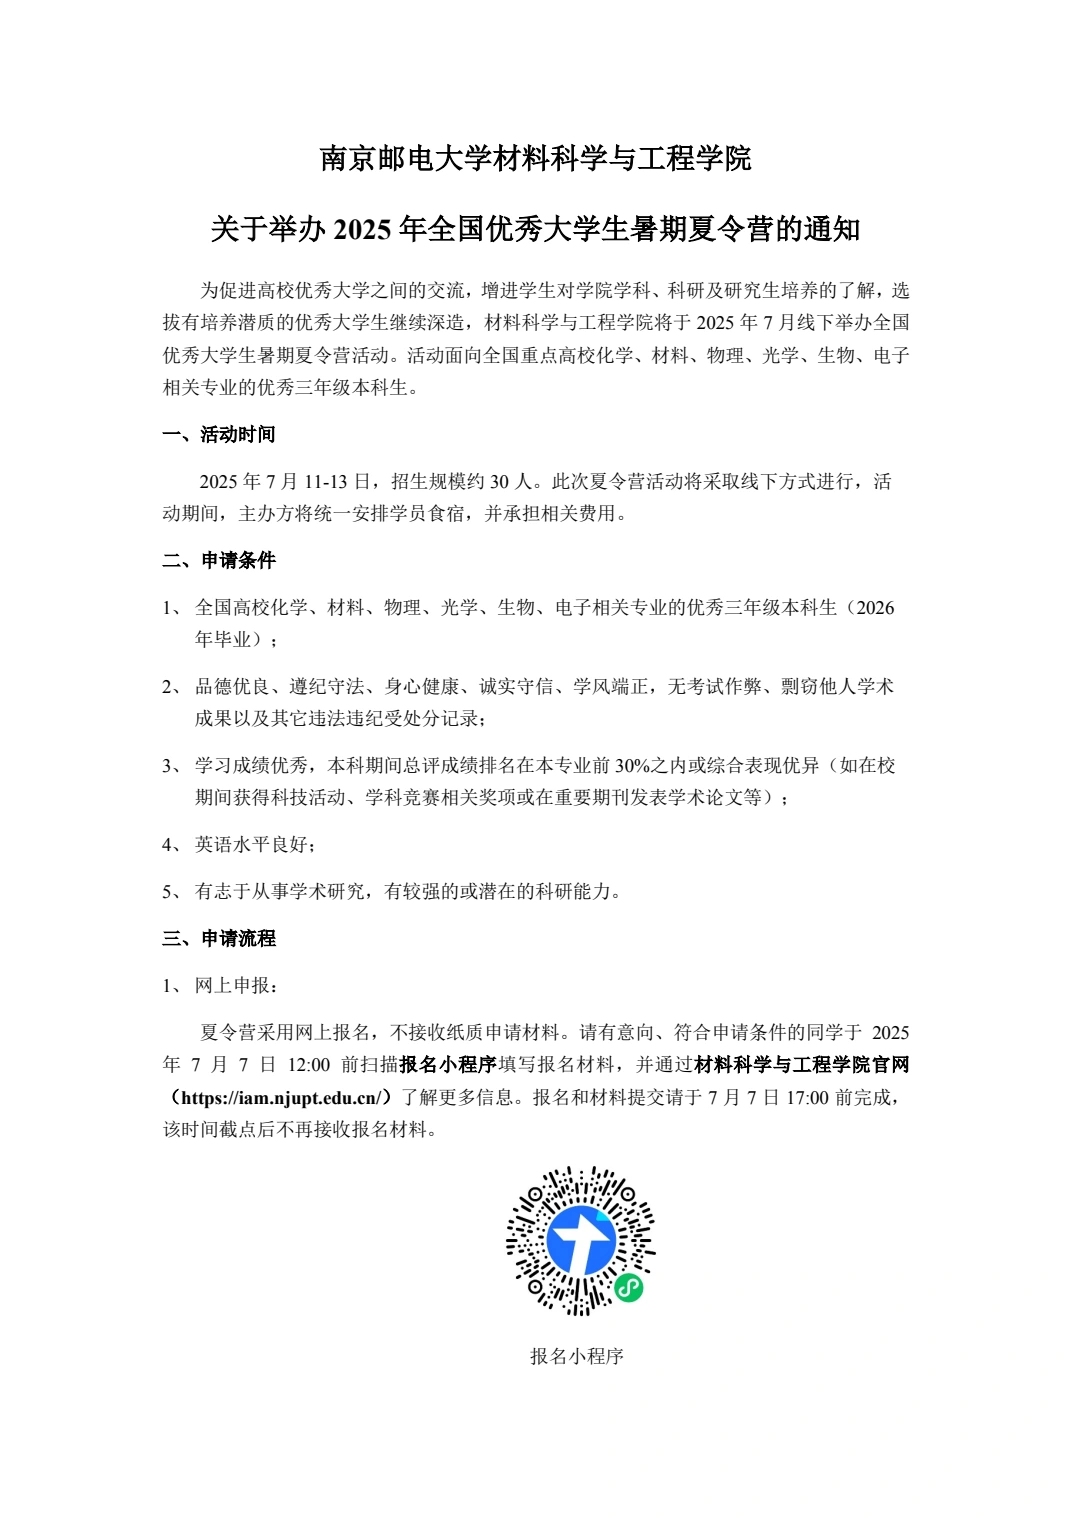 南京邮电大学材料科学与工程学院
关于举办 2025 年全国优秀大学生暑期夏令营的通知
为促进高校优秀大学之间的交流，增进学生对学院学科、科研及研究生培养的了解，选
拔有培养潜质的优秀大学生继续深造，材料科学与工程学院将于 2025 年 7 月线下举办全国
优秀大学生暑期夏令营活动。活动面向全国重点高校化学、材料、物理、光学、生物、电子
相关专业的优秀三年级本科生。
一、活动时间
2025 年 7 月 11-13 日，招生规模约 30 人。此次夏令营活动将采取线下方式进行，活
动期间，主办方将统一安排学员食宿，并承担相关费用。
二、申请条件
1、 全国高校化学、材料、物理、光学、生物、电子相关专业的优秀三年级本科生（2026
年毕业）；
2、 品德优良、遵纪守法、身心健康、诚实守信、学风端正，无考试作弊、剽窃他人学术
成果以及其它违法违纪受处分记录；
3、 学习成绩优秀，本科期间总评成绩排名在本专业前 30%之内或综合表现优异（如在校
期间获得科技活动、学科竞赛相关奖项或在重要期刊发表学术论文等）；
4、 英语水平良好；
5、 有志于从事学术研究，有较强的或潜在的科研能力。
三、申请流程
1、 网上申报：
夏令营采用网上报名，不接收纸质申请材料。请有意向、符合申请条件的同学于 2025
年 7 月 7 日 12:00 前扫描报名小程序填写报名材料，并通过材料科学与工程学院官网
（https://iam.njupt.edu.cn/）了解更多信息。报名和材料提交请于 7 月 7 日 17:00 前完成，
该时间截点后不再接收报名材料。
报名小程序